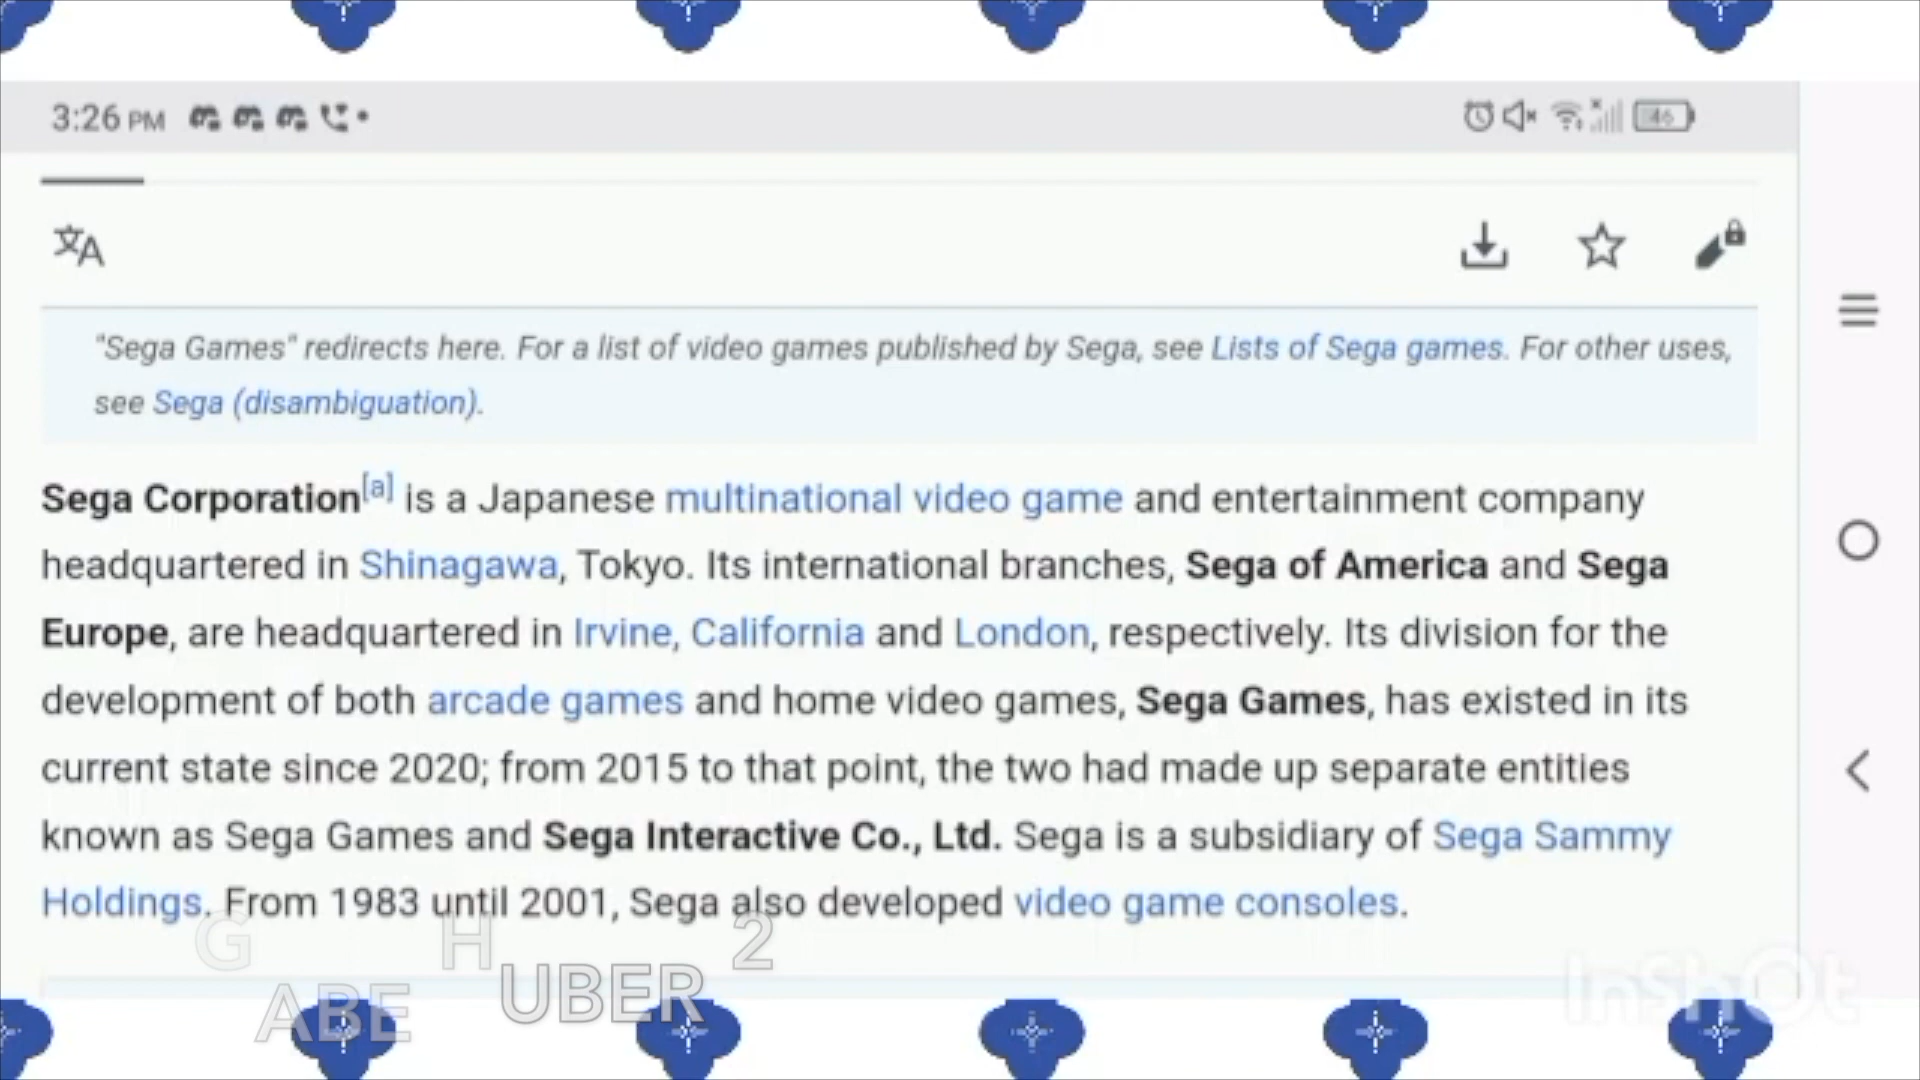 3:26 PM
46
文A
"Sega Games" redirects here. For a list of video games published by Sega, see Lists of Sega games. For other uses,
see Sega (disambiguation).
Sega Corporation[a] is a Japanese multinational video game and entertainment company
headquartered in Shinagawa, Tokyo. Its international branches, Sega of America and Sega
Europe, are headquartered in Irvine, California and London, respectively. Its division for the
development of both arcade games and home video games, Sega Games, has existed in its
current state since 2020; from 2015 to that point, the two had made up separate entities
known as Sega Games and Sega Interactive Co., Ltd. Sega is a subsidiary of Sega Sammy
Holdings. From 1983 until 2001, Sega also developed video game consoles.
GABE HUBER 2
InShOt